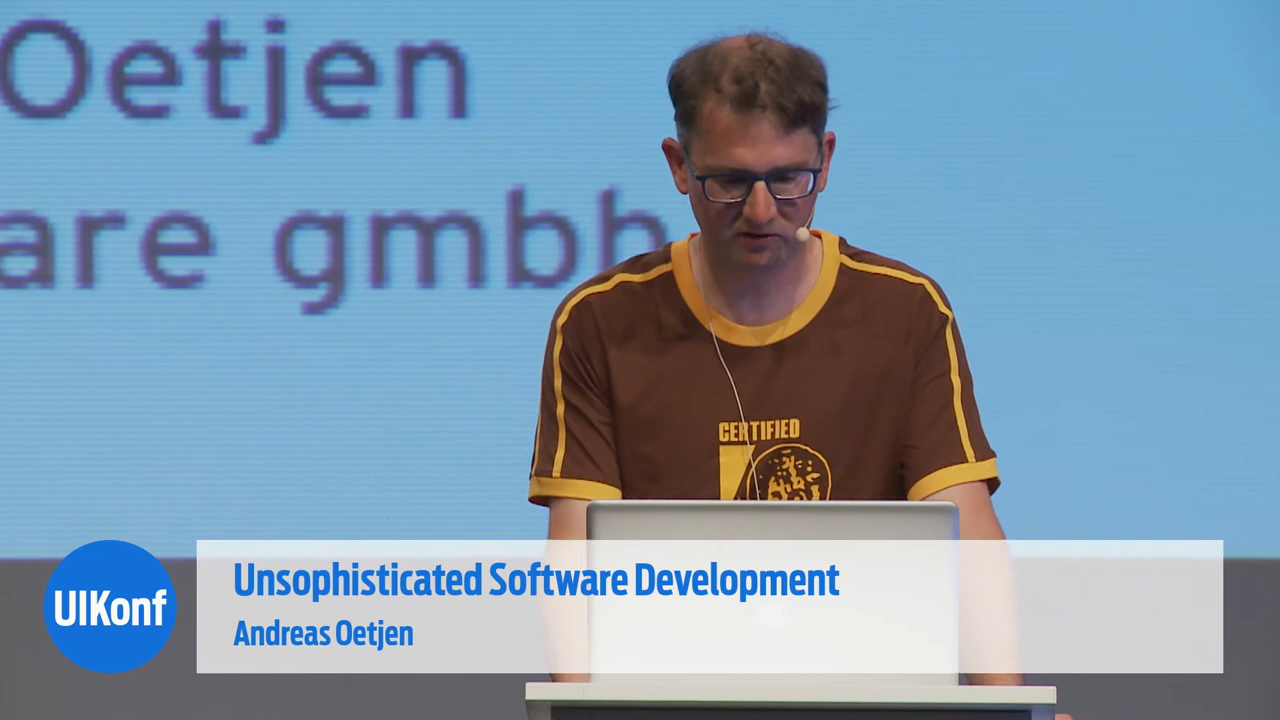 Oetjen
are gmbh
CERTIFIED
UIKonf
Unsophisticated Software Development
Andreas Oetjen